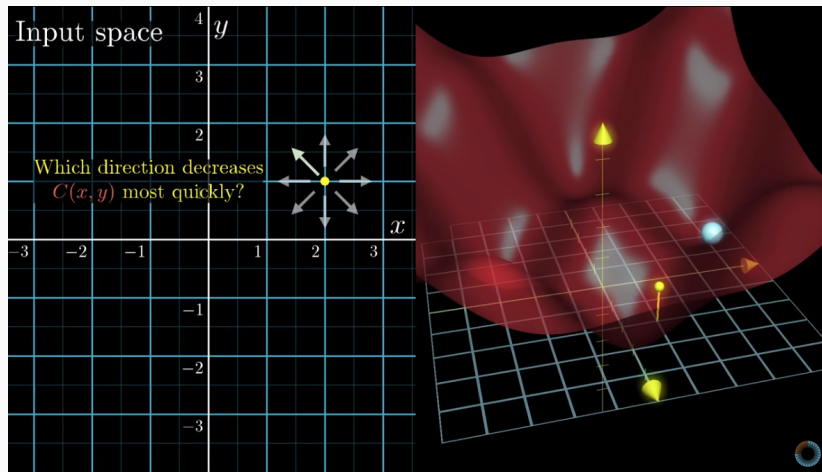 Input space
y
4
3
2
Which direction decreases
C(x, y) most quickly?
x
−3
−2
−1
1
2
3
−1
−2
−3